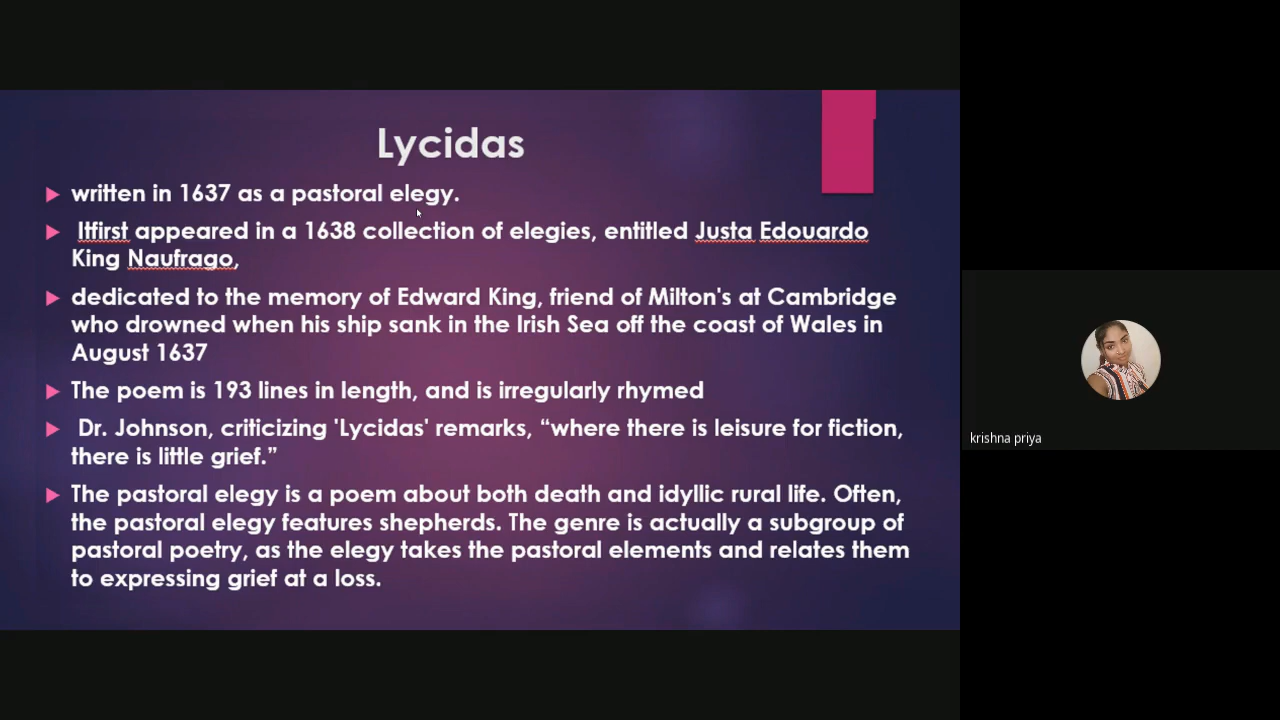 Lycidas
written in 1637 as a pastoral elegy.
Itfirst appeared in a 1638 collection of elegies, entitled Justa Edouardo
King Naufrago,
dedicated to the memory of Edward King, friend of Milton's at Cambridge
who drowned when his ship sank in the Irish Sea off the coast of Wales in
August 1637
The poem is 193 lines in length, and is irregularly rhymed
Dr. Johnson, criticizing 'Lycidas' remarks, “where there is leisure for fiction,
there is little grief.”
The pastoral elegy is a poem about both death and idyllic rural life. Often,
the pastoral elegy features shepherds. The genre is actually a subgroup of
pastoral poetry, as the elegy takes the pastoral elements and relates them
to expressing grief at a loss.
krishna priya